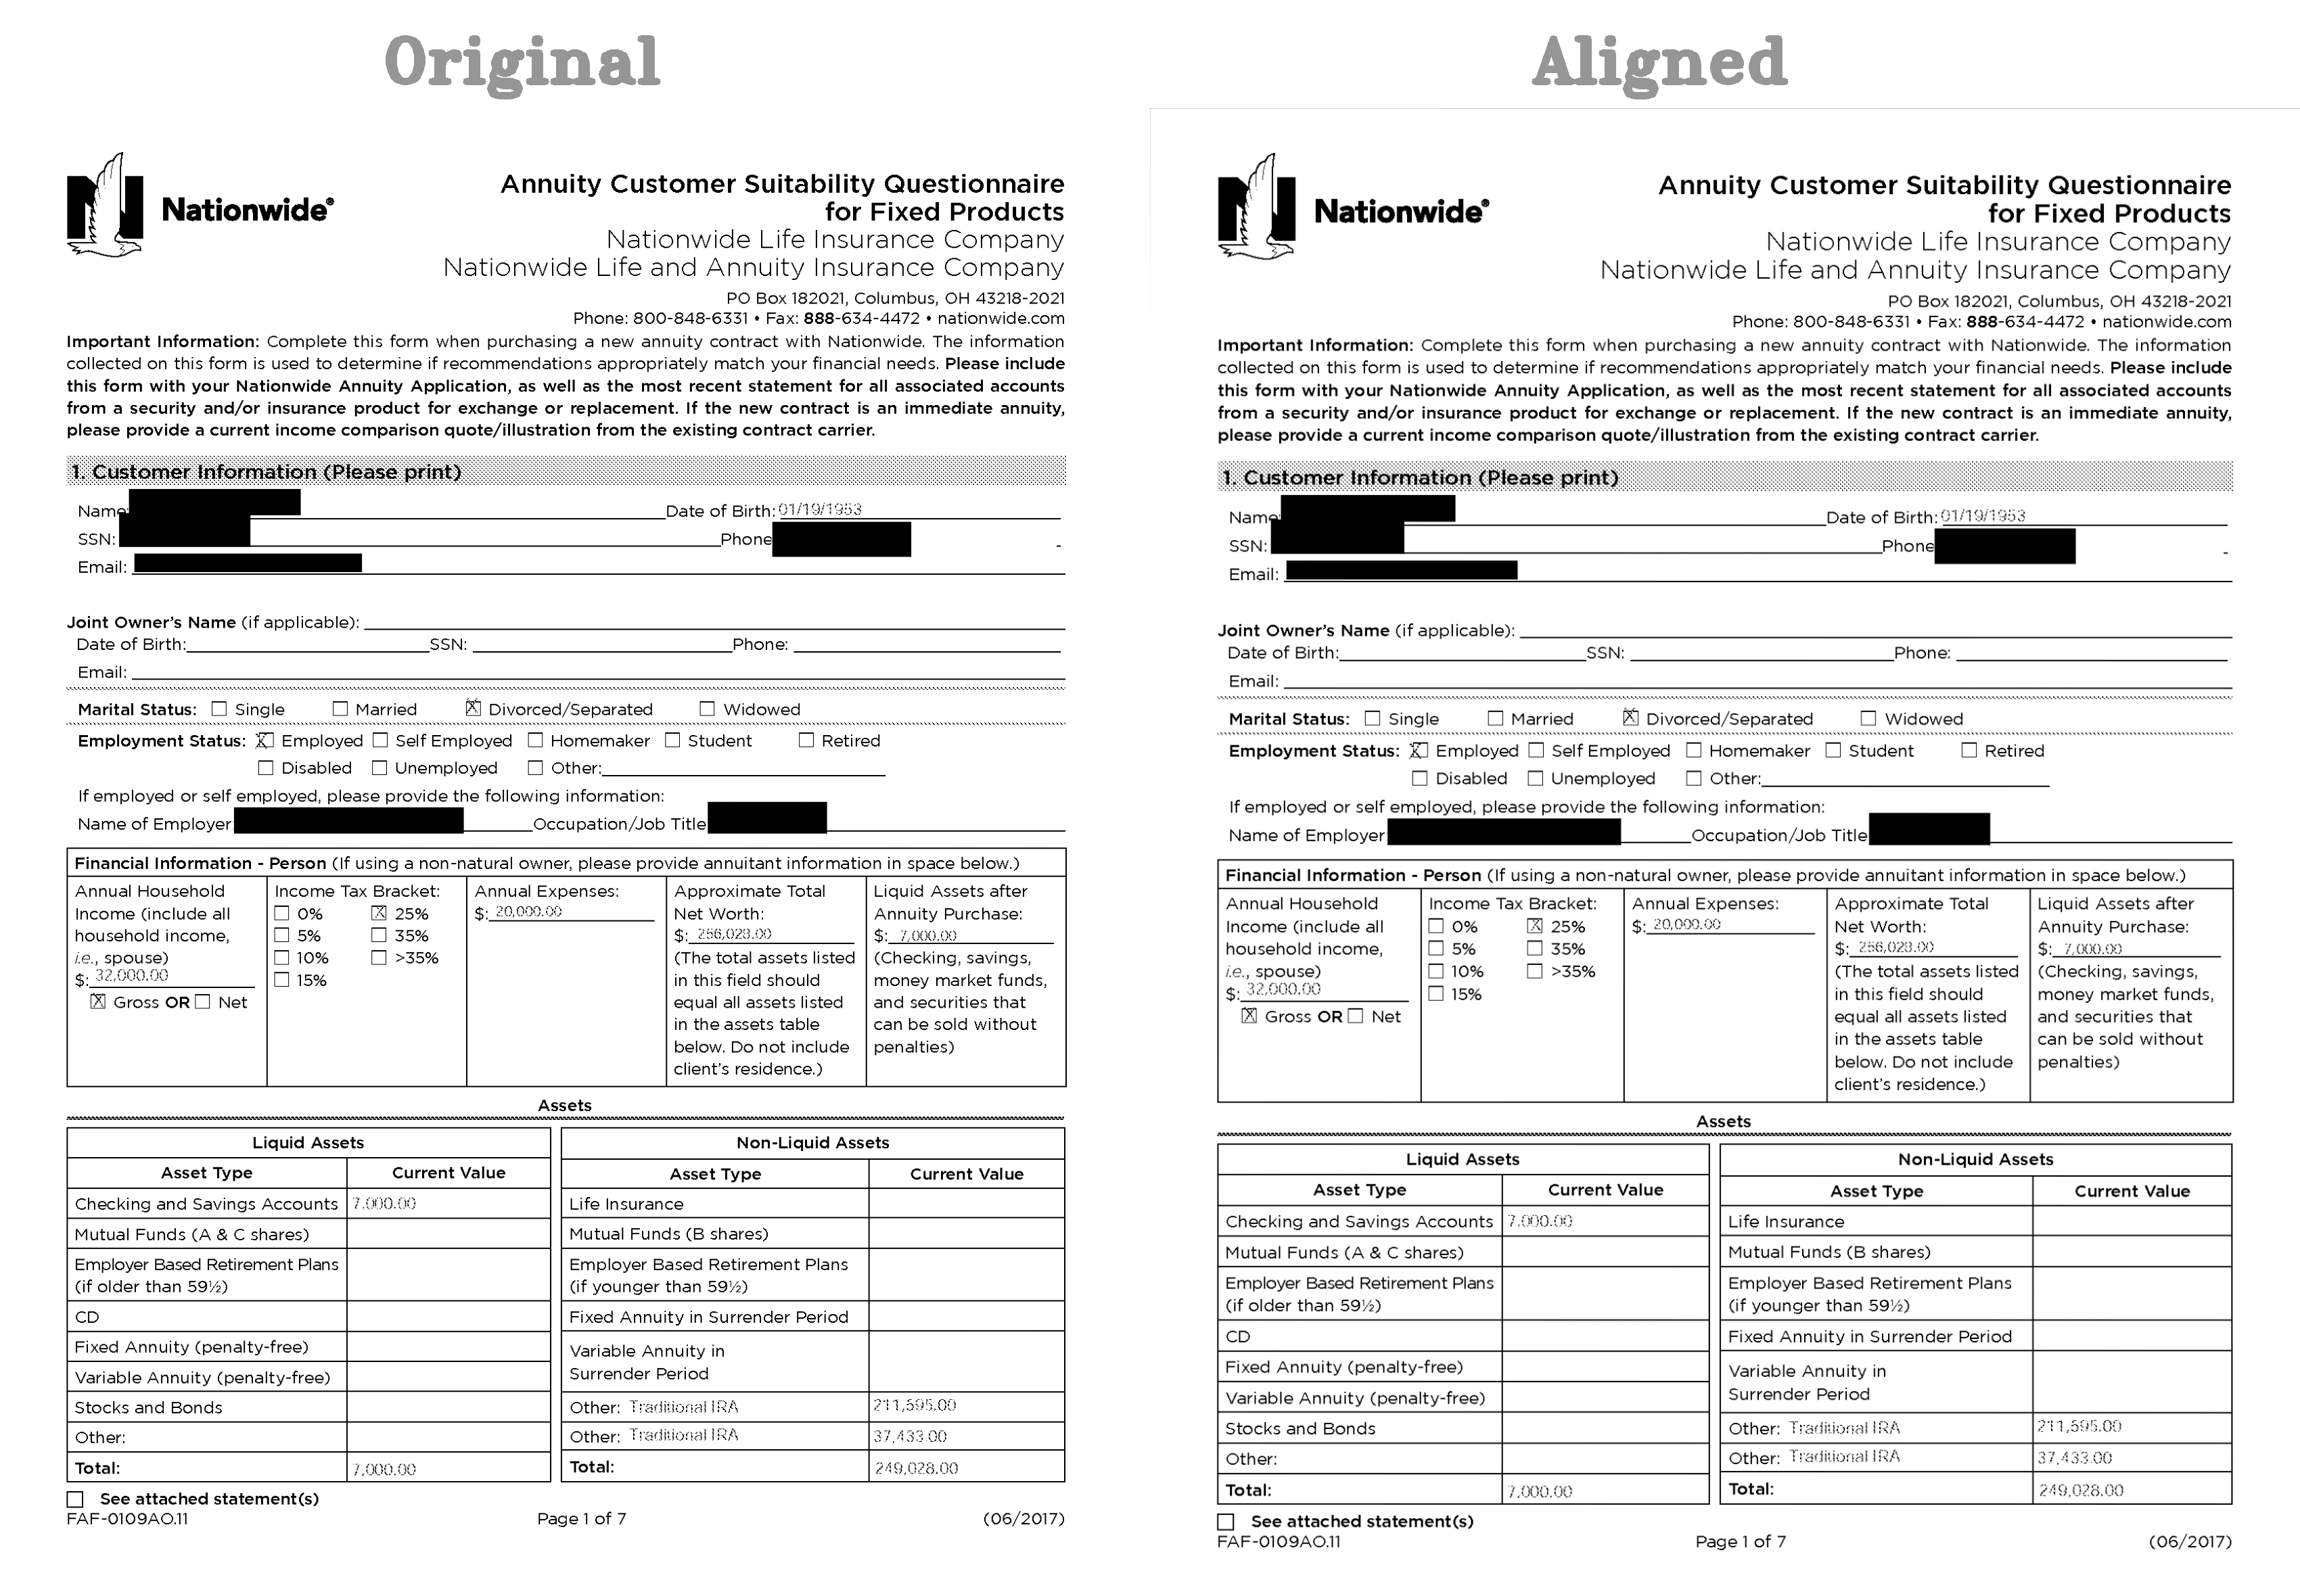 Original
Nationwide®
Annuity Customer Suitability Questionnaire
for Fixed Products
Nationwide Life Insurance Company
Nationwide Life and Annuity Insurance Company
PO Box 182021, Columbus, OH 43218-2021
Phone: 800-848-6331 • Fax: 888-634-4472 • nationwide.com
Important Information: Complete this form when purchasing a new annuity contract with Nationwide. The information
collected on this form is used to determine if recommendations appropriately match your financial needs. Please include
this form with your Nationwide Annuity Application, as well as the most recent statement for all associated accounts
from a security and/or insurance product for exchange or replacement. If the new contract is an immediate annuity,
please provide a current income comparison quote/illustration from the existing contract carrier.
1. Customer Information (Please print)
Name: Date of Birth: 01/19/1953
SSN: Phone
Email:
Joint Owner's Name (if applicable):
Date of Birth: SSN: Phone:
Email:
Marital Status: Single Married Divorced/Separated Widowed
Employment Status: Employed Self Employed Homemaker Student Retired
Disabled Unemployed Other:
If employed or self employed, please provide the following information:
Name of Employer Occupation/Job Title
Financial Information - Person (If using a non-natural owner, please provide annuitant information in space below.)
Annual Household
Income (include all
household income,
i.e., spouse)
$: 32,000.00
Gross OR Net
Income Tax Bracket:
0% 25%
5% 35%
10% >35%
15%
Annual Expenses:
$: 20,000.00
Approximate Total
Net Worth:
$: 256,028.00
(The total assets listed
in this field should
equal all assets listed
in the assets table
below. Do not include
client's residence.)
Liquid Assets after
Annuity Purchase:
$: 7,000.00
(Checking, savings,
money market funds,
and securities that
can be sold without
penalties)
Assets
Liquid Assets
Asset Type Current Value
Checking and Savings Accounts 7,000.00
Mutual Funds (A & C shares)
Employer Based Retirement Plans
(if older than 59½)
CD
Fixed Annuity (penalty-free)
Variable Annuity (penalty-free)
Stocks and Bonds
Other:
Total: 7,000.00
Non-Liquid Assets
Asset Type Current Value
Life Insurance
Mutual Funds (B shares)
Employer Based Retirement Plans
(if younger than 59½)
Fixed Annuity in Surrender Period
Variable Annuity in
Surrender Period
Other: Traditional IRA 211,595.00
Other: Traditional IRA 37,433.00
Total: 249,028.00
See attached statement(s)
FAF-0109AO.11 Page 1 of 7 (06/2017)
Aligned
Nationwide®
Annuity Customer Suitability Questionnaire
for Fixed Products
Nationwide Life Insurance Company
Nationwide Life and Annuity Insurance Company
PO Box 182021, Columbus, OH 43218-2021
Phone: 800-848-6331 • Fax: 888-634-4472 • nationwide.com
Important Information: Complete this form when purchasing a new annuity contract with Nationwide. The information
collected on this form is used to determine if recommendations appropriately match your financial needs. Please include
this form with your Nationwide Annuity Application, as well as the most recent statement for all associated accounts
from a security and/or insurance product for exchange or replacement. If the new contract is an immediate annuity,
please provide a current income comparison quote/illustration from the existing contract carrier.
1. Customer Information (Please print)
Name: Date of Birth: 01/19/1953
SSN: Phone
Email:
Joint Owner's Name (if applicable):
Date of Birth: SSN: Phone:
Email:
Marital Status: Single Married Divorced/Separated Widowed
Employment Status: Employed Self Employed Homemaker Student Retired
Disabled Unemployed Other:
If employed or self employed, please provide the following information:
Name of Employer Occupation/Job Title
Financial Information - Person (If using a non-natural owner, please provide annuitant information in space below.)
Annual Household
Income (include all
household income,
i.e., spouse)
$: 32,000.00
Gross OR Net
Income Tax Bracket:
0% 25%
5% 35%
10% >35%
15%
Annual Expenses:
$: 20,000.00
Approximate Total
Net Worth:
$: 256,028.00
(The total assets listed
in this field should
equal all assets listed
in the assets table
below. Do not include
client's residence.)
Liquid Assets after
Annuity Purchase:
$: 7,000.00
(Checking, savings,
money market funds,
and securities that
can be sold without
penalties)
Assets
Liquid Assets
Asset Type Current Value
Checking and Savings Accounts 7,000.00
Mutual Funds (A & C shares)
Employer Based Retirement Plans
(if older than 59½)
CD
Fixed Annuity (penalty-free)
Variable Annuity (penalty-free)
Stocks and Bonds
Other:
Total: 7,000.00
Non-Liquid Assets
Asset Type Current Value
Life Insurance
Mutual Funds (B shares)
Employer Based Retirement Plans
(if younger than 59½)
Fixed Annuity in Surrender Period
Variable Annuity in
Surrender Period
Other: Traditional IRA 211,595.00
Other: Traditional IRA 37,433.00
Total: 249,028.00
See attached statement(s)
FAF-0109AO.11 Page 1 of 7 (06/2017)